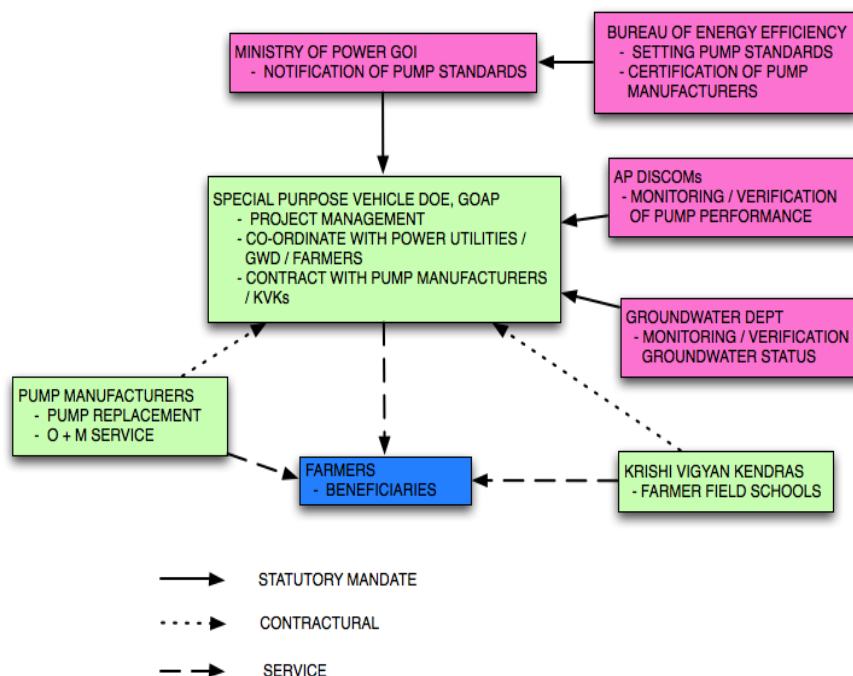 MINISTRY OF POWER GOI
- NOTIFICATION OF PUMP STANDARDS
BUREAU OF ENERGY EFFICIENCY
- SETTING PUMP STANDARDS
- CERTIFICATION OF PUMP
MANUFACTURERS
SPECIAL PURPOSE VEHICLE DOE, GOAP
- PROJECT MANAGEMENT
- CO-ORDINATE WITH POWER UTILITIES /
GWD / FARMERS
- CONTRACT WITH PUMP MANUFACTURERS
/ KVKs
AP DISCOMs
- MONITORING / VERIFICATION
OF PUMP PERFORMANCE
GROUNDWATER DEPT
- MONITORING / VERIFICATION
GROUNDWATER STATUS
PUMP MANUFACTURERS
- PUMP REPLACEMENT
- O + M SERVICE
FARMERS
- BENEFICIARIES
KRISHI VIGYAN KENDRAS
- FARMER FIELD SCHOOLS
STATUTORY MANDATE
CONTRACTURAL
SERVICE